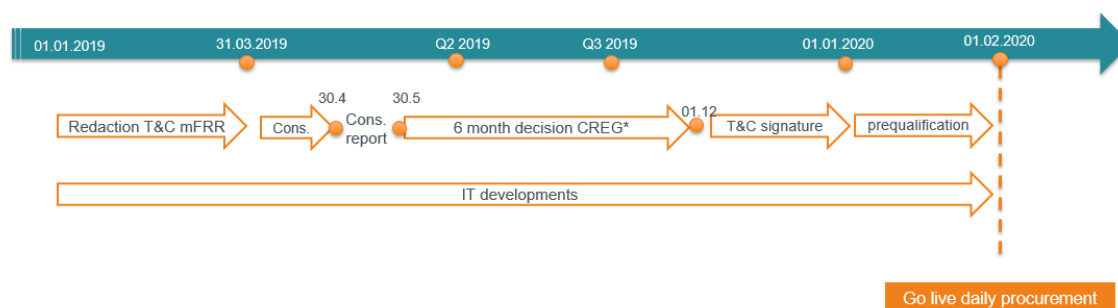 01.01.2019
31.03.2019
Q2 2019
Q3 2019
01.01.2020
01.02.2020
Redaction T&C mFRR
Cons.
30.4
Cons.
report
30.5
6 month decision CREG*
01.12
T&C signature
prequalification
IT developments
Go live daily procurement